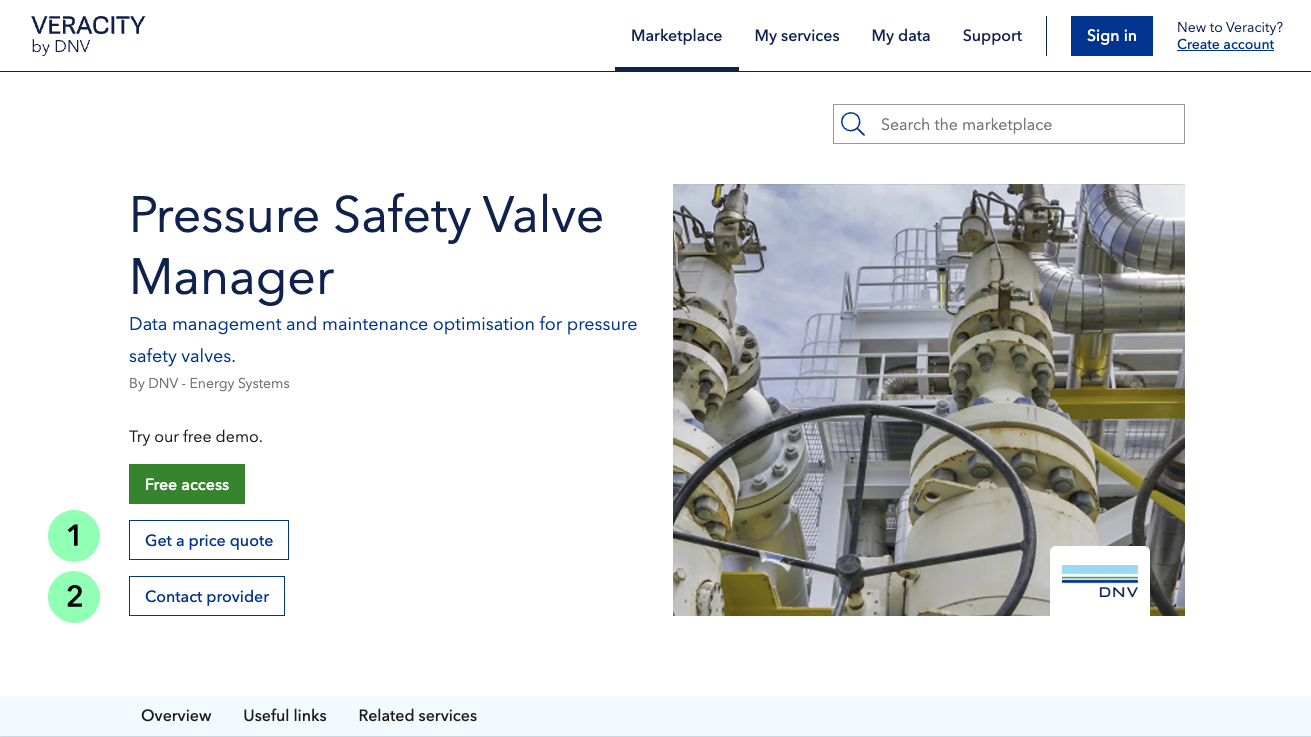 VERACITY
by DNV
Marketplace
My services
My data
Support
Sign in
New to Veracity?
Create account
Search the marketplace
Pressure Safety Valve
Manager
Data management and maintenance optimisation for pressure
safety valves.
By DNV - Energy Systems
Try our free demo.
Free access
1
Get a price quote
2
Contact provider
DNV
Overview
Useful links
Related services